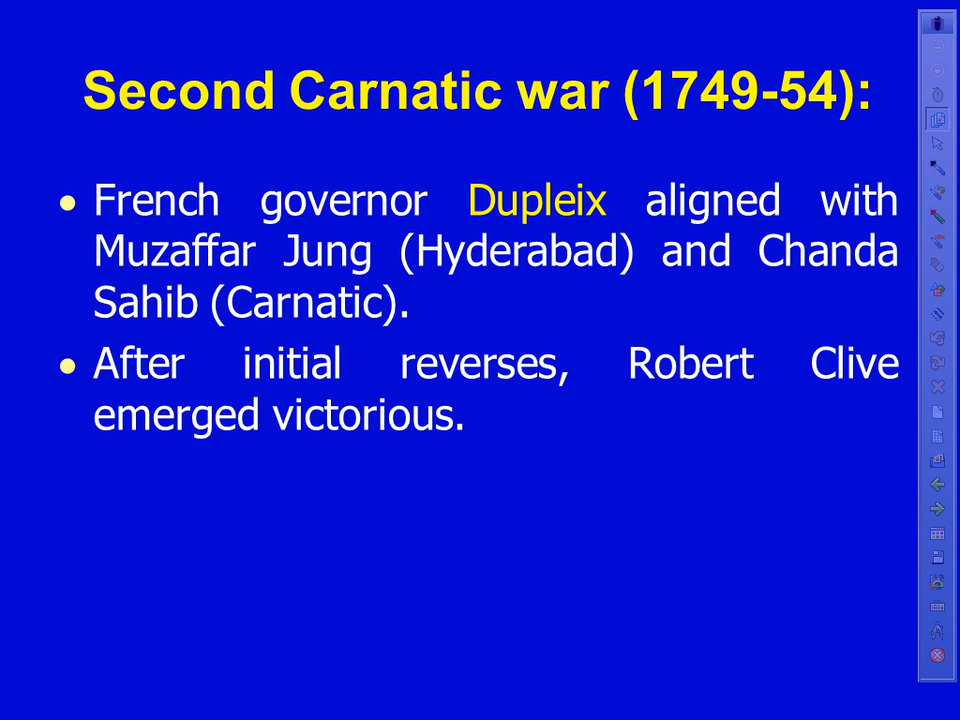 Second Carnatic war (1749-54):
• French governor Dupleix aligned with
Muzaffar Jung (Hyderabad) and Chanda
Sahib (Carnatic).
• After initial reverses, Robert Clive
emerged victorious.